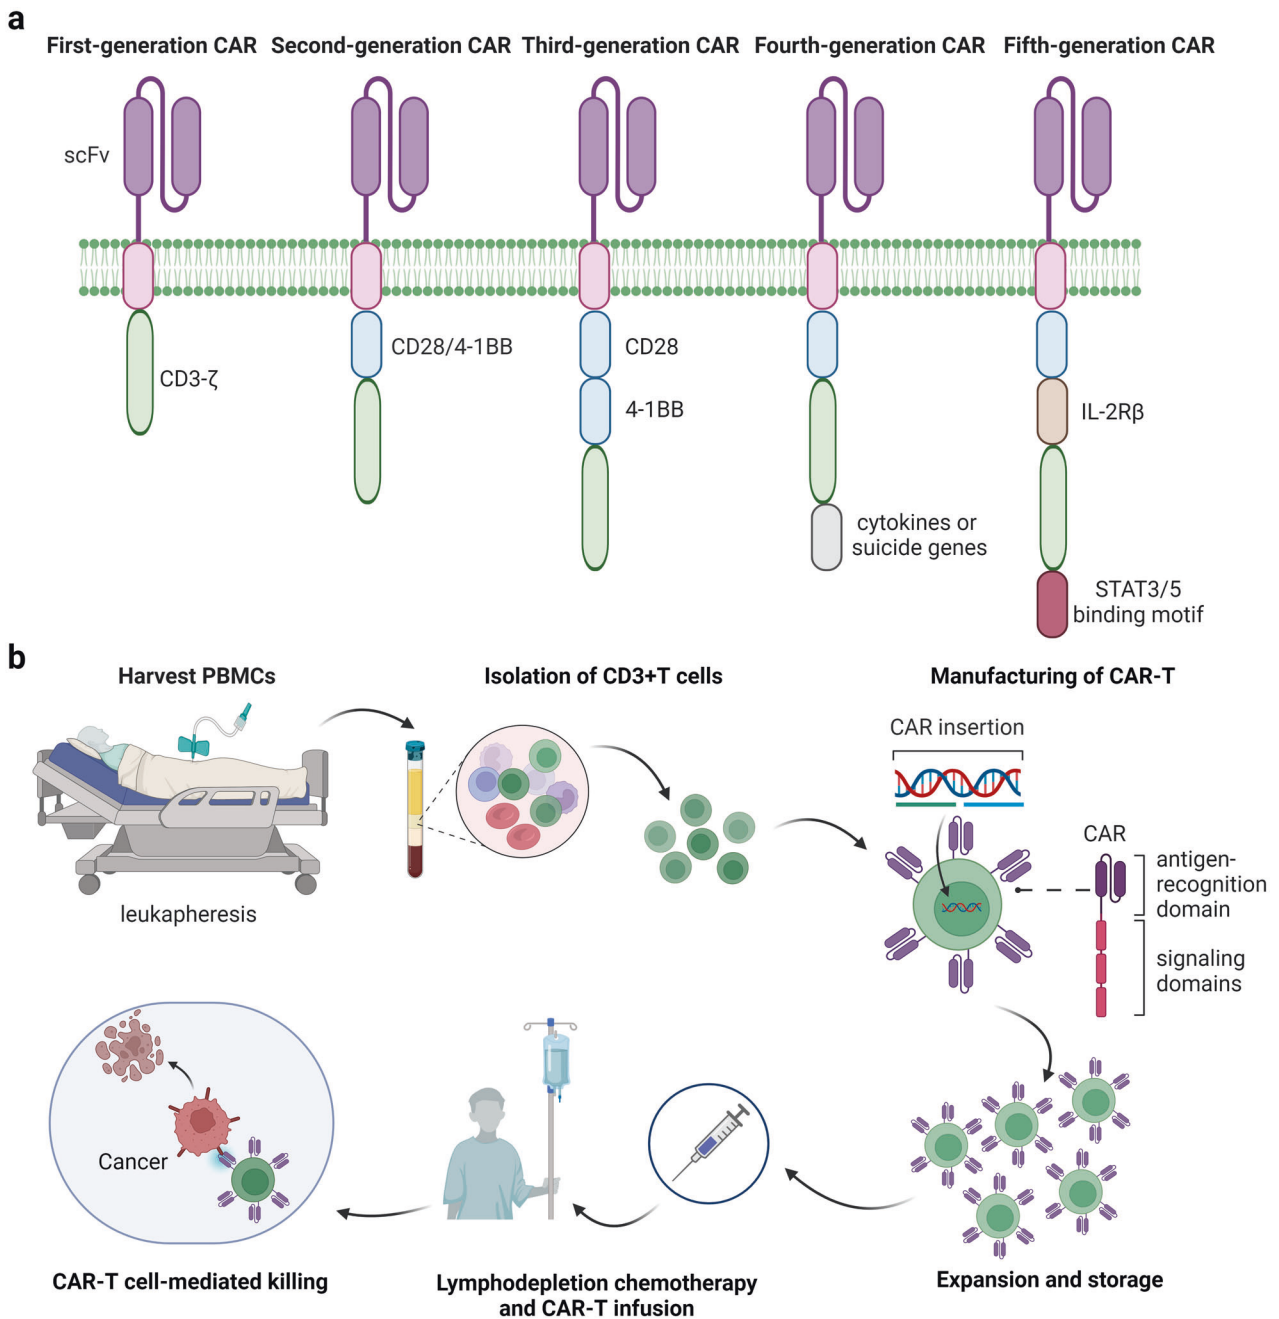 a
First-generation CAR
Second-generation CAR
Third-generation CAR
Fourth-generation CAR
Fifth-generation CAR
scFv
CD3-ζ
CD28/4-1BB
CD28
4-1BB
cytokines or
suicide genes
IL-2Rβ
STAT3/5
binding motif
b
Harvest PBMCs
leukapheresis
Isolation of CD3+T cells
Manufacturing of CAR-T
CAR insertion
CAR
antigen-
recognition
domain
signaling
domains
Expansion and storage
Lymphodepletion chemotherapy
and CAR-T infusion
Cancer
CAR-T cell-mediated killing